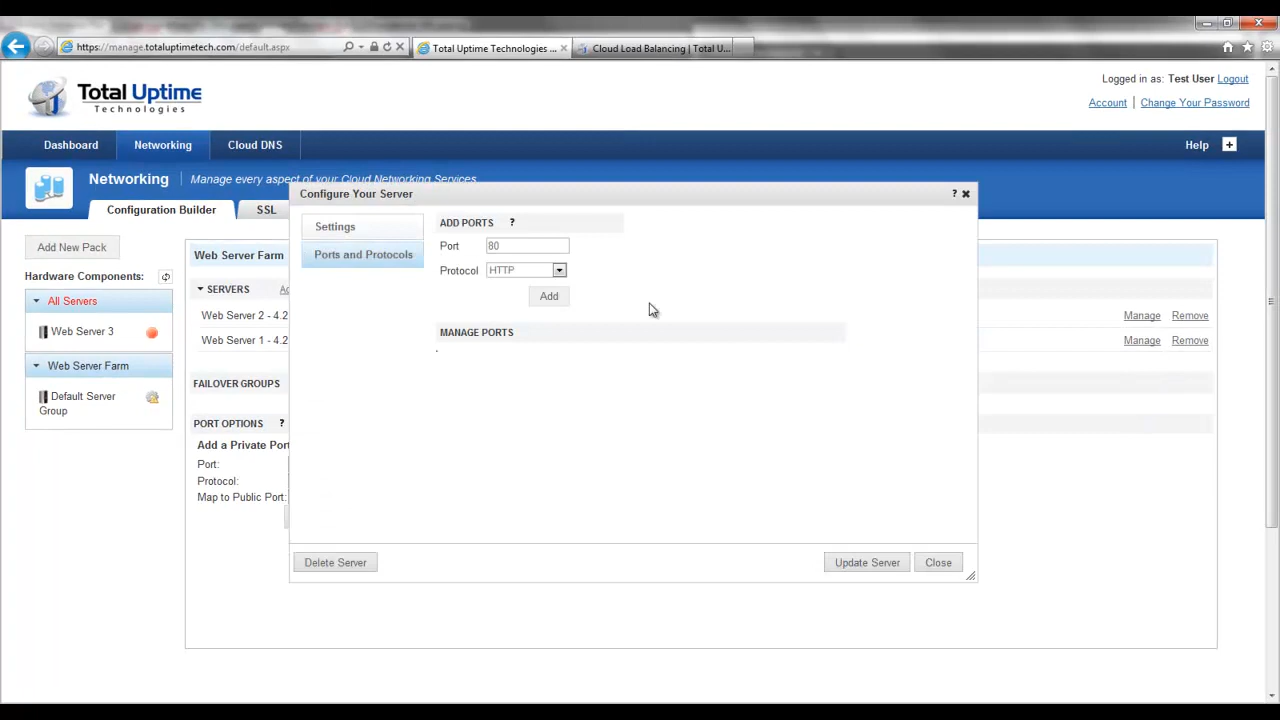 https://manage.totaluptimetech.com/default.aspx
Total Uptime Technologies ...
Cloud Load Balancing | Total U...
Total Uptime
Technologies
Logged in as: Test User Logout
Account | Change Your Password
Dashboard
Networking
Cloud DNS
Help +
Networking | Manage every aspect of your Cloud Networking Services.
Configuration Builder
SSL
Add New Pack
Hardware Components:
All Servers
Web Server 3
Web Server Farm
Default Server
Group
Web Server Farm
SERVERS Ad
Web Server 2 - 4.2
Manage Remove
Web Server 1 - 4.2
Manage Remove
FAILOVER GROUPS
PORT OPTIONS ?
Add a Private Port
Port:
Protocol:
Map to Public Port:
Configure Your Server
?
Settings
Ports and Protocols
ADD PORTS ?
Port 80
Protocol HTTP
Add
MANAGE PORTS
.
Delete Server
Update Server
Close